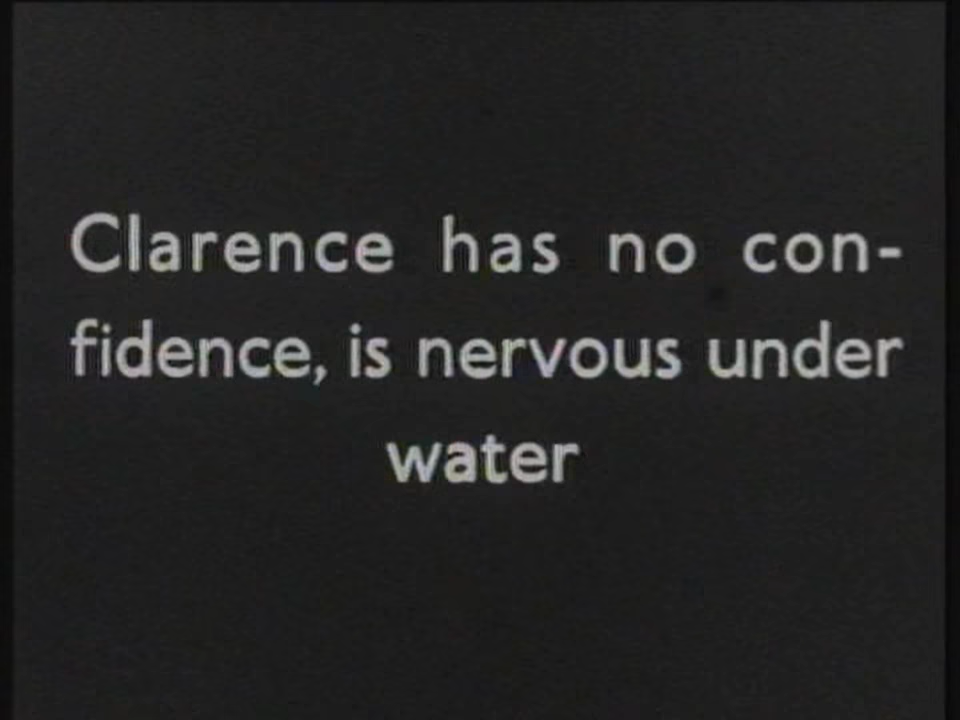 Clarence has no con-
fidence, is nervous under
water